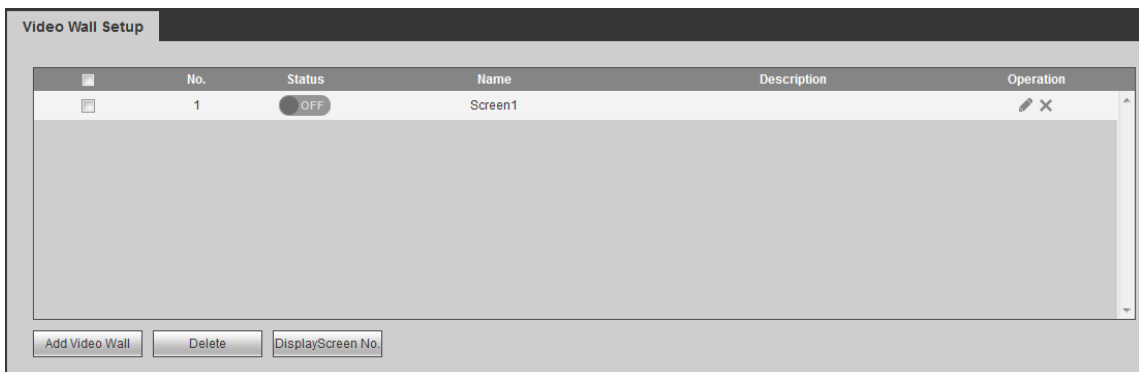 Video Wall Setup
No. Status Name Description Operation
1 OFF Screen1
Add Video Wall Delete DisplayScreen No.